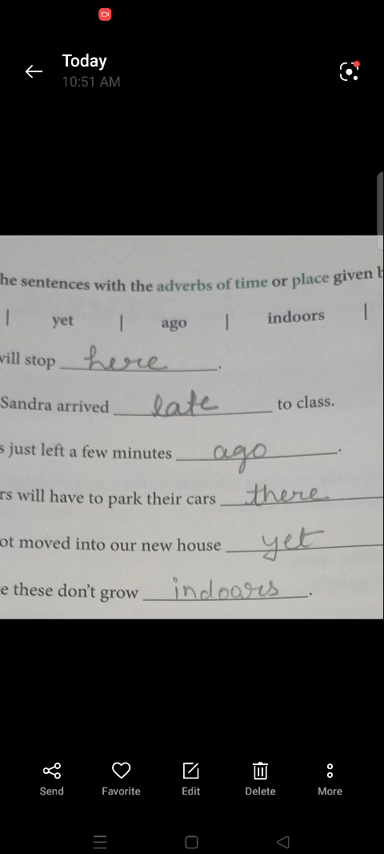 Today
10:51 AM
he sentences with the adverbs of time or place given b
| yet | ago | indoors |
vill stop here.
Sandra arrived late to class.
s just left a few minutes ago.
rs will have to park their cars there
ot moved into our new house yet
e these don't grow indoors.
Send Favorite Edit Delete More